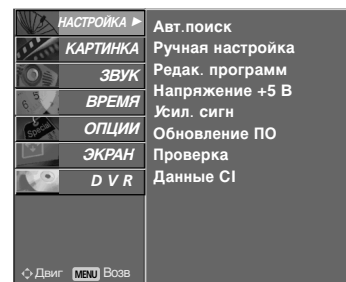 НАСТРОЙКА ►
КАРТИНКА
ЗВУК
ВРЕМЯ
ОПЦИИ
ЭКРАН
D V R
Авт.поиск
Ручная настройка
Редак. программ
Напряжение +5 В
Усил. сигн
Обновление ПО
Проверка
Данные CI
Двиг MENU Возв